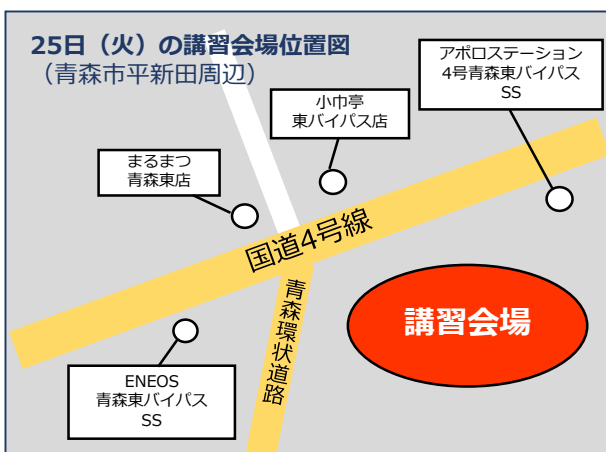 25日（火）の講習会場位置図
（青森市平新田周辺）
アポロステーション
4号青森東バイパス
SS
小巾亭
東バイパス店
まるまつ
青森東店
国道4号線
青森環状道路
講習会場
ENEOS
青森東バイパス
SS